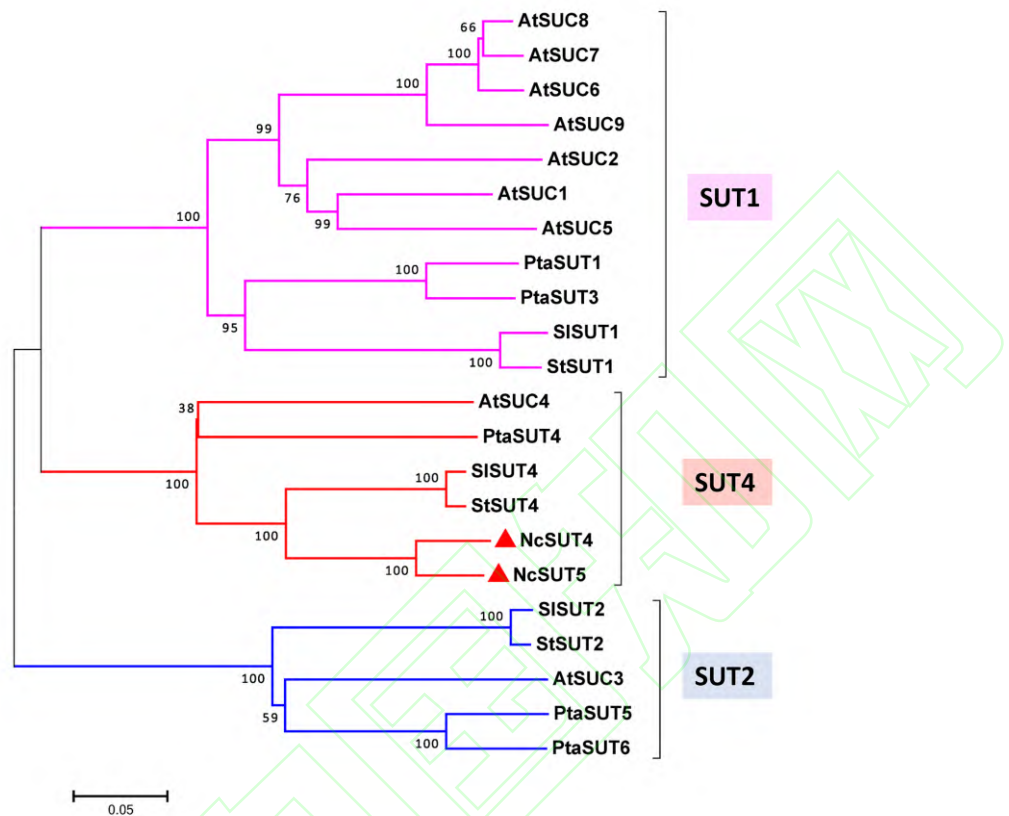 AtSUC8
66
AtSUC7
100
AtSUC6
100
AtSUC9
99
AtSUC2
76
AtSUC1
99
AtSUC5
SUT1
100
PtaSUT1
100
PtaSUT3
95
SlSUT1
100
StSUT1
38
AtSUC4
PtaSUT4
100
SlSUT4
100
StSUT4
SUT4
100
NcSUT4
100
NcSUT5
SlSUT2
100
StSUT2
100
AtSUC3
SUT2
59
PtaSUT5
100
PtaSUT6
0.05